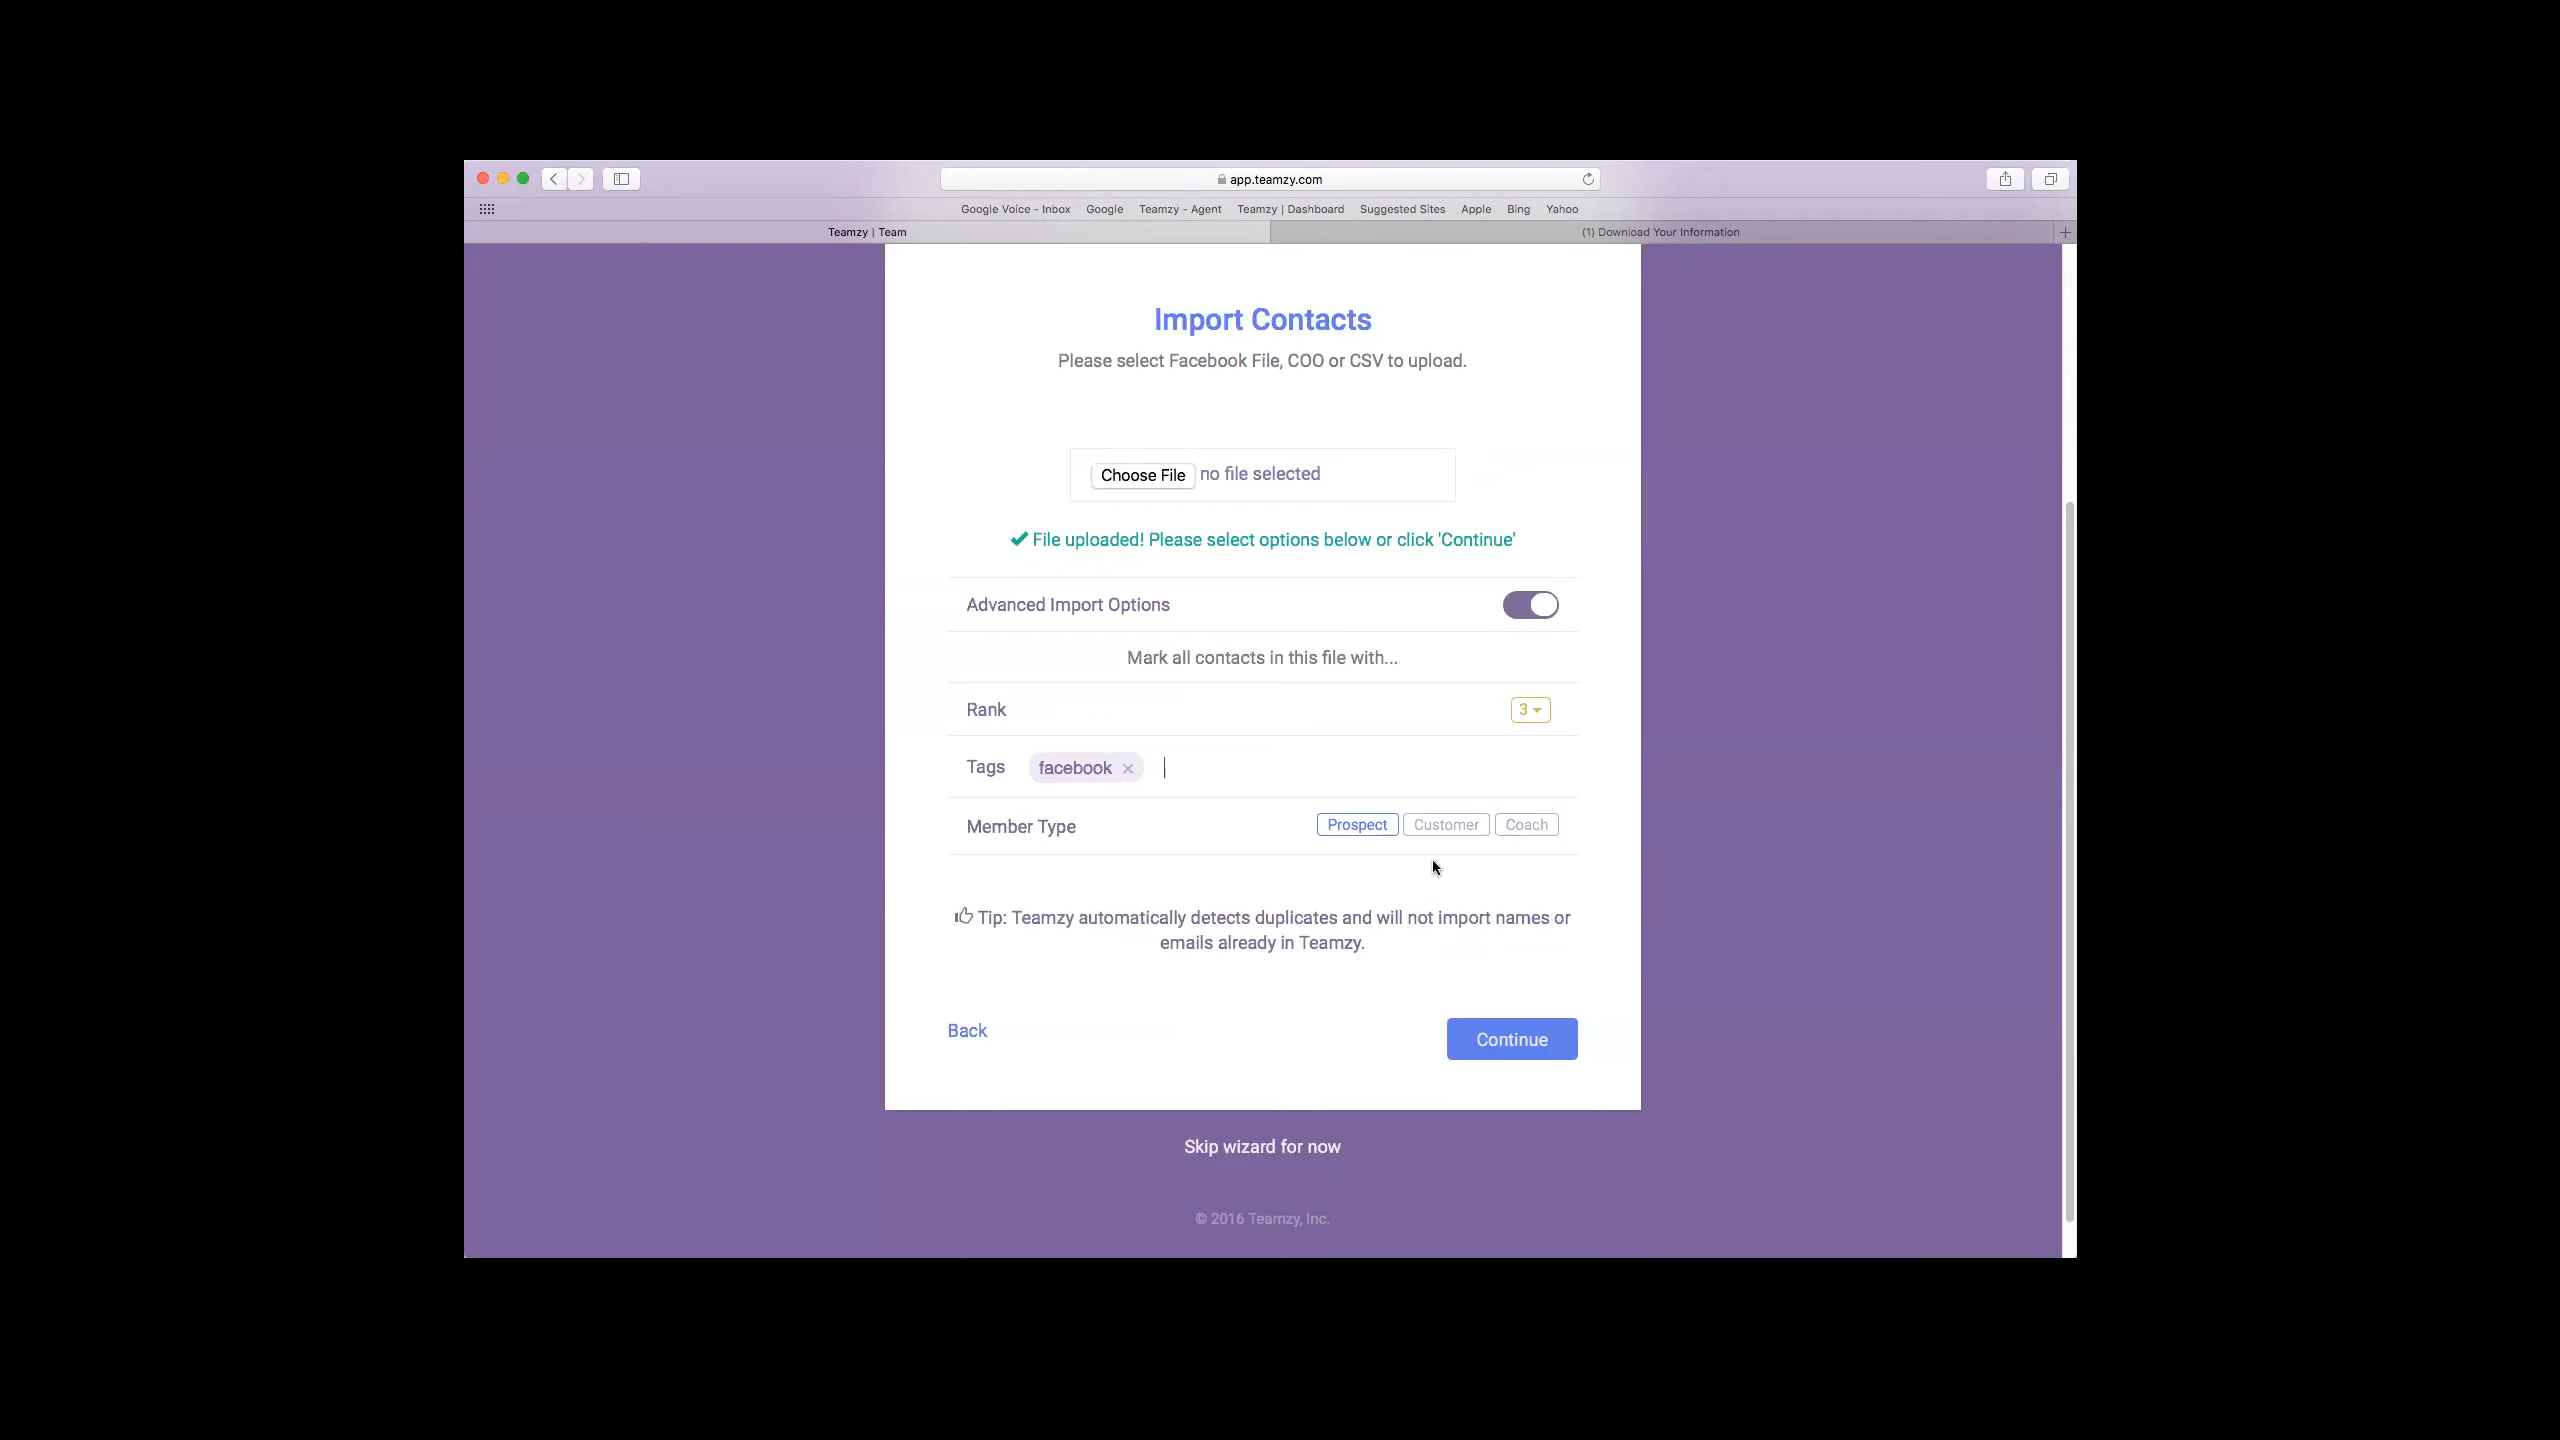 app.teamzy.com
Google Voice - Inbox Google Teamzy - Agent Teamzy | Dashboard Suggested Sites Apple Bing Yahoo
Teamzy | Team (1) Download Your Information
Import Contacts
Please select Facebook File, COO or CSV to upload.
Choose File no file selected
File uploaded! Please select options below or click 'Continue'
Advanced Import Options
Mark all contacts in this file with...
Rank 3
Tags facebook ×
Member Type Prospect Customer Coach
Tip: Teamzy automatically detects duplicates and will not import names or
emails already in Teamzy.
Back Continue
Skip wizard for now
© 2016 Teamzy, Inc.